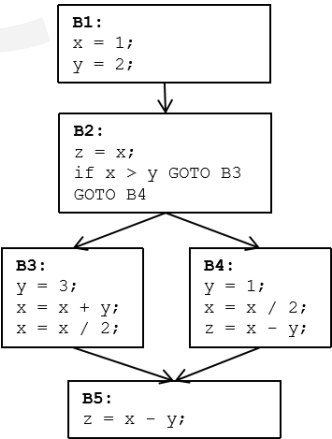 B1:
x = 1;
y = 2;
B2:
z = x;
if x > y GOTO B3
GOTO B4
B3:
y = 3;
x = x + y;
x = x / 2;
B4:
y = 1;
x = x / 2;
z = x - y;
B5:
z = x - y;